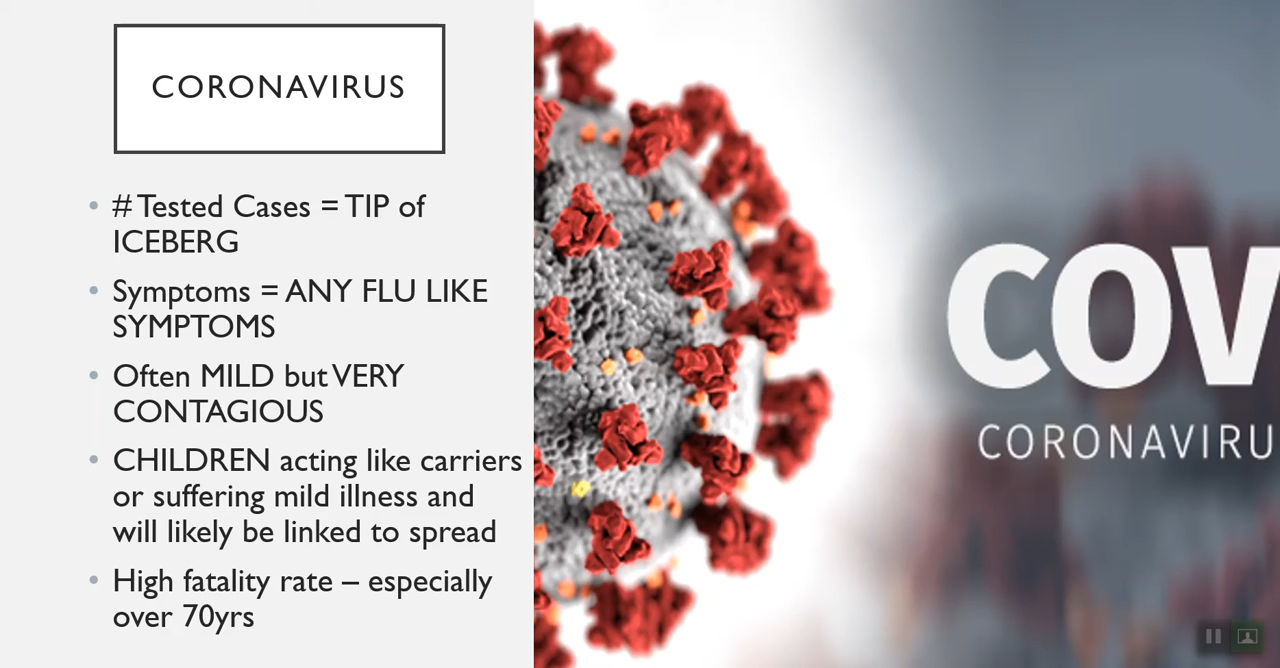 CORONAVIRUS
# Tested Cases = TIP of
ICEBERG
Symptoms = ANY FLU LIKE
SYMPTOMS
Often MILD but VERY
CONTAGIOUS
CHILDREN acting like carriers
or suffering mild illness and
will likely be linked to spread
High fatality rate – especially
over 70yrs
COV
CORONAVIRU